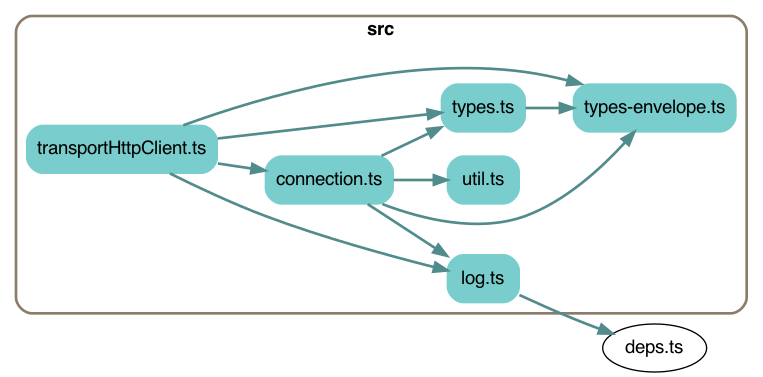 src
types.ts
types-envelope.ts
transportHttpClient.ts
connection.ts
util.ts
log.ts
deps.ts